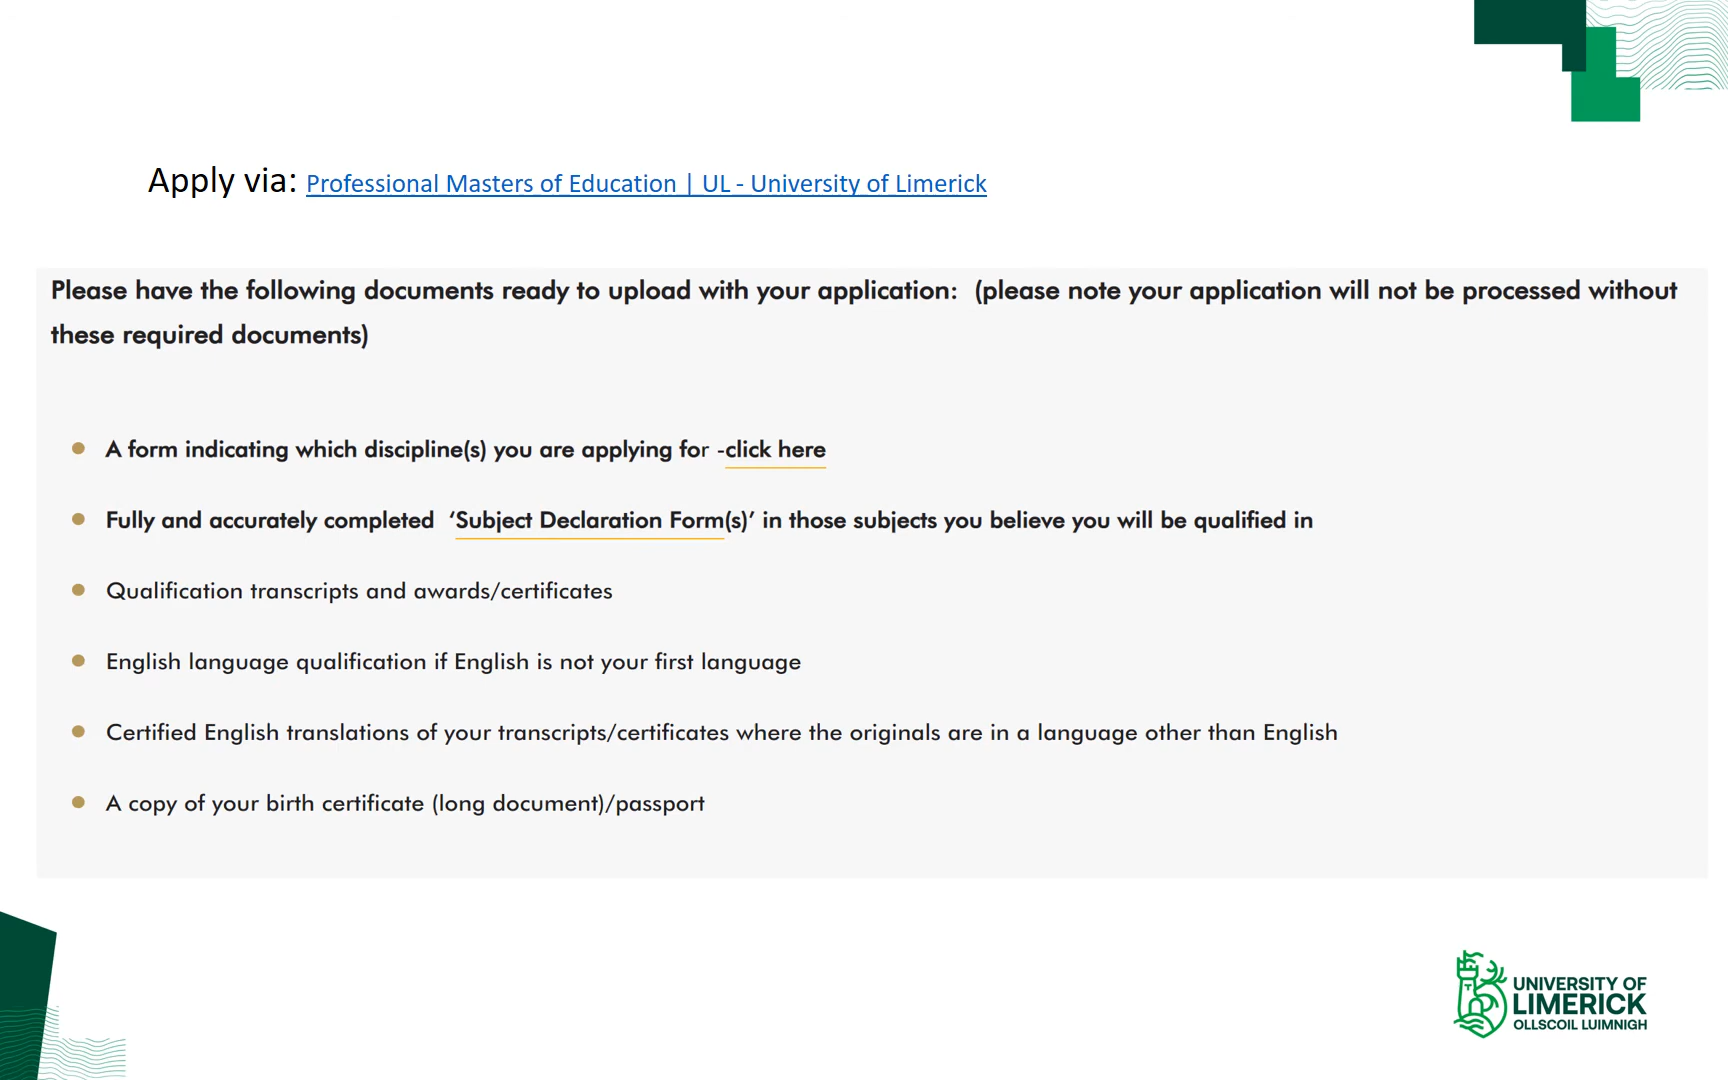 Apply via: Professional Masters of Education | UL - University of Limerick
Please have the following documents ready to upload with your application:  (please note your application will not be processed without
these required documents)
A form indicating which discipline(s) you are applying for -click here
Fully and accurately completed  ‘Subject Declaration Form(s)’ in those subjects you believe you will be qualified in
Qualification transcripts and awards/certificates
English language qualification if English is not your first language
Certified English translations of your transcripts/certificates where the originals are in a language other than English
A copy of your birth certificate (long document)/passport
UNIVERSITY OF
LIMERICK
OLLSCOIL LUIMNIGH